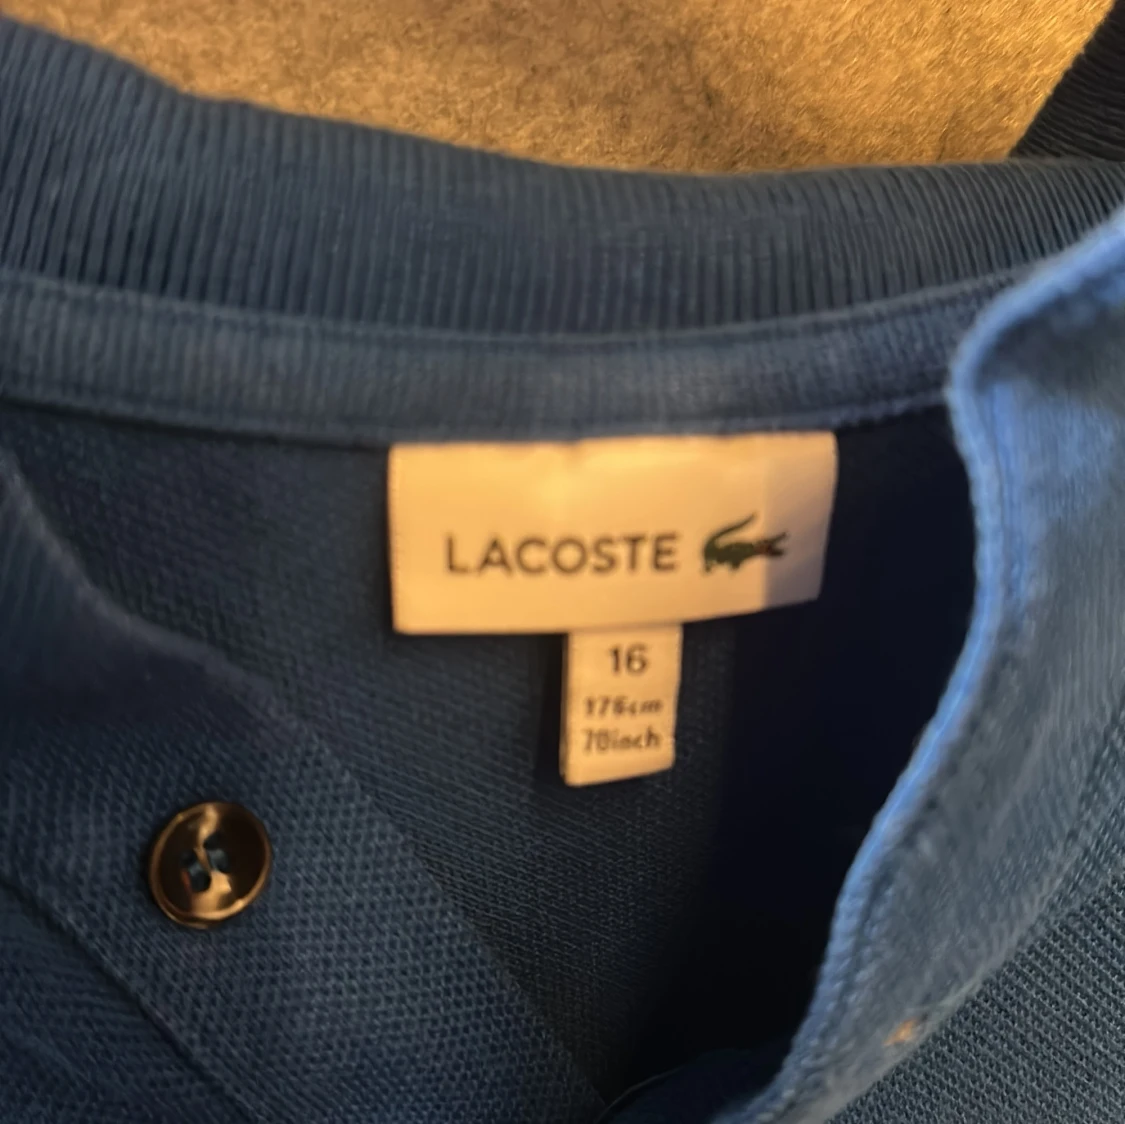 LACOSTE
16
176cm
70inch